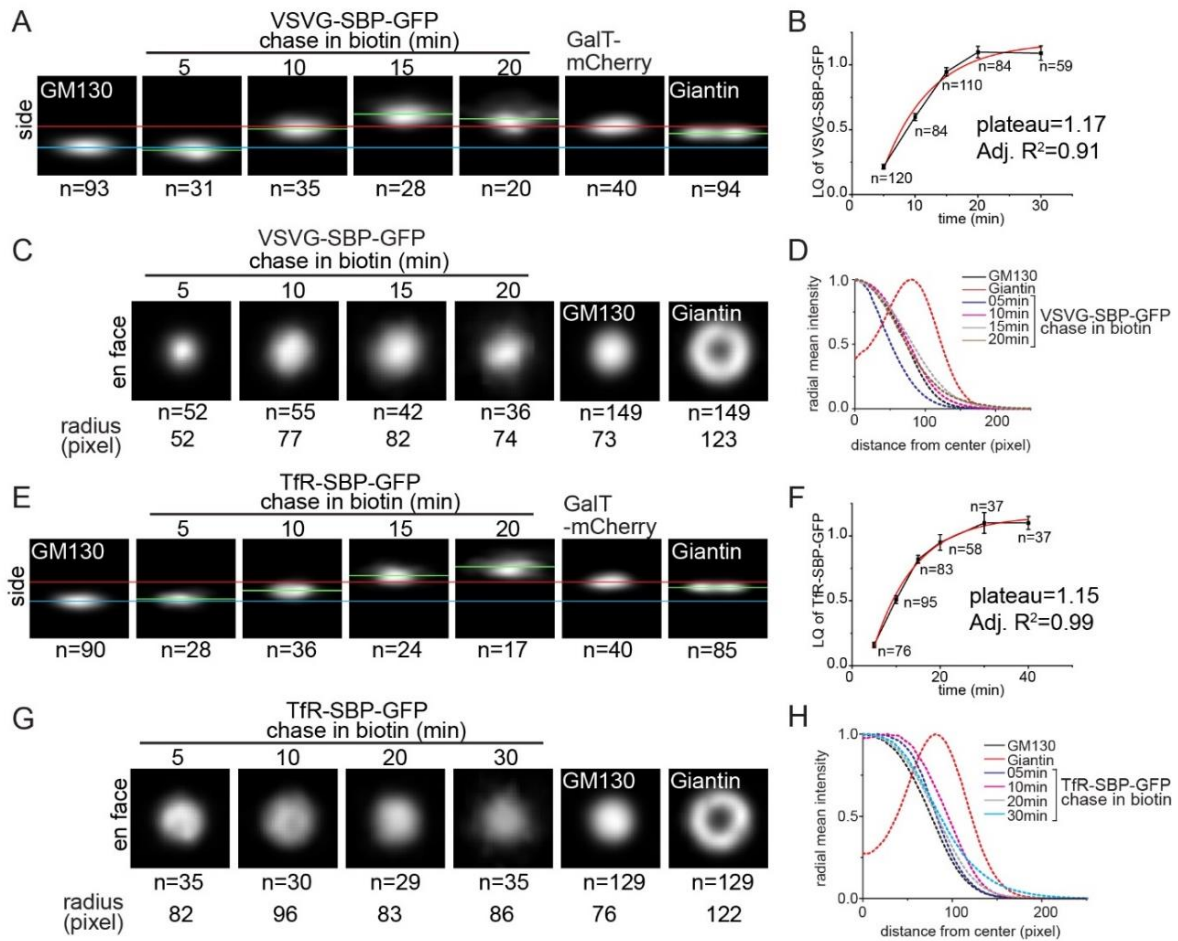 A
VSVG-SBP-GFP
chase in biotin (min)
5 10 15 20
GalT-
mCherry
GM130
Giantin
side
n=93 n=31 n=35 n=28 n=20 n=40 n=94
B
LQ of VSVG-SBP-GFP
1.0
0.5
0.0
n=120
n=84
n=110
n=84
n=59
plateau=1.17
Adj. R²=0.91
0 10 20 30
time (min)
C
VSVG-SBP-GFP
chase in biotin (min)
5 10 15 20
GM130
Giantin
en face
n=52 n=55 n=42 n=36 n=149 n=149
radius
(pixel)
52 77 82 74 73 123
D
radial mean intensity
1.0
0.5
0.0
GM130
Giantin
05min
10min
15min
20min
VSVG-SBP-GFP
chase in biotin
0 100 200
distance from center (pixel)
E
TfR-SBP-GFP
chase in biotin (min)
5 10 15 20
GalT
-mCherry
GM130
Giantin
side
n=90 n=28 n=36 n=24 n=17 n=40 n=85
F
LQ of TfR-SBP-GFP
1.0
0.5
0.0
n=76
n=95
n=83
n=58
n=37
n=37
plateau=1.15
Adj. R²=0.99
0 20 40
time (min)
G
TfR-SBP-GFP
chase in biotin (min)
5 10 20 30
GM130
Giantin
en face
n=35 n=30 n=29 n=35 n=129 n=129
radius
(pixel)
82 96 83 86 76 122
H
radial mean intensity
1.0
0.5
0.0
GM130
Giantin
05min
10min
20min
30min
TfR-SBP-GFP
chase in biotin
0 100 200
distance from center (pixel)